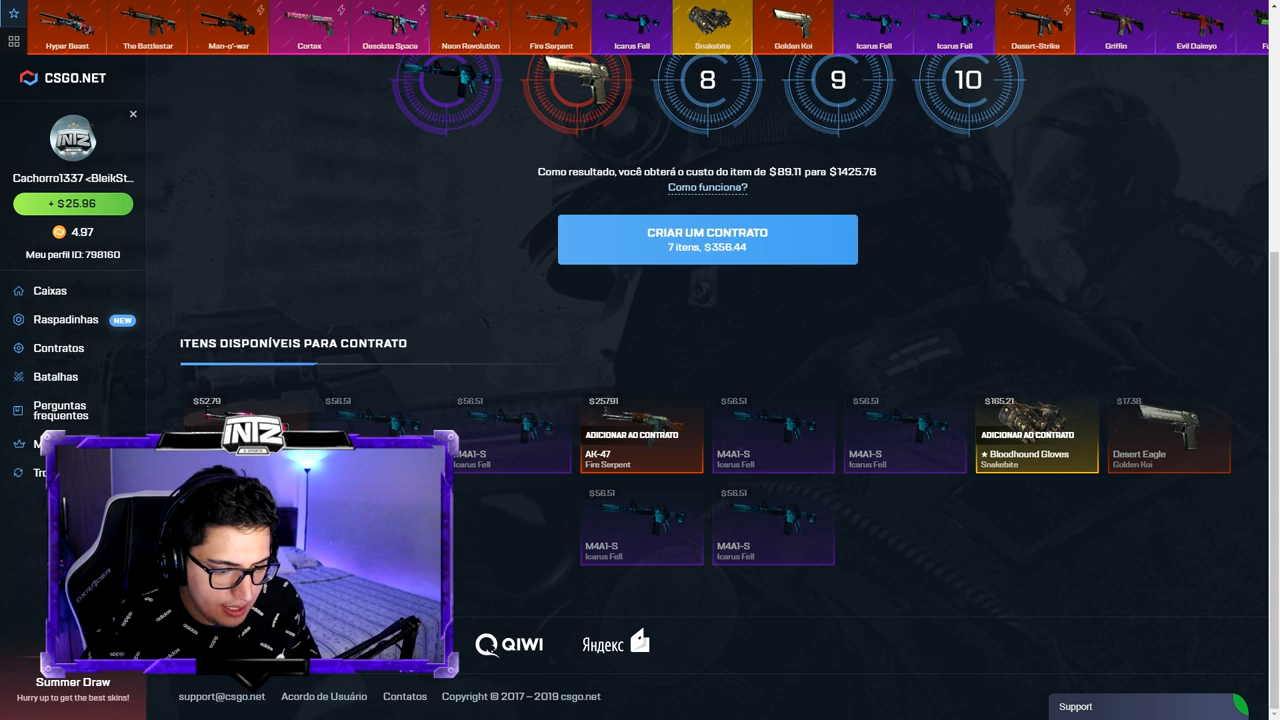 Hyper Beast
The Battlestar
Man-o'-war
Cortex
Desolate Space
Neon Revolution
Fire Serpent
Icarus Fell
Snakebite
Golden Koi
Icarus Fell
Icarus Fell
Desert-Strike
Griffin
Evil Daimyo
CSGO.NET
8
9
10
Cachorro1337 <BleikSt...
+ $25.96
4.97
Meu perfil ID: 798160
Caixas
Raspadinhas NEW
Contratos
Batalhas
Perguntas
frequentes
Como resultado, você obterá o custo do item de $89.11 para $1425.76
Como funciona?
CRIAR UM CONTRATO
7 itens, $356.44
ITENS DISPONÍVEIS PARA CONTRATO
$52.79
$56.51
$56.51
M4A1-S
Icarus Fell
$257.91
ADICIONAR AO CONTRATO
AK-47
Fire Serpent
$56.51
M4A1-S
Icarus Fell
$56.51
M4A1-S
Icarus Fell
$165.21
ADICIONAR AO CONTRATO
★ Bloodhound Gloves
Snakebite
$17.38
Desert Eagle
Golden Koi
$56.51
M4A1-S
Icarus Fell
$56.51
M4A1-S
Icarus Fell
INTZ
E-SPORTS
DXRACER
adidas
QIWI
Яндекс
Summer Draw
Hurry up to get the best skins!
support@csgo.net
Acordo de Usuário
Contatos
Copyright © 2017 – 2019 csgo.net
Support